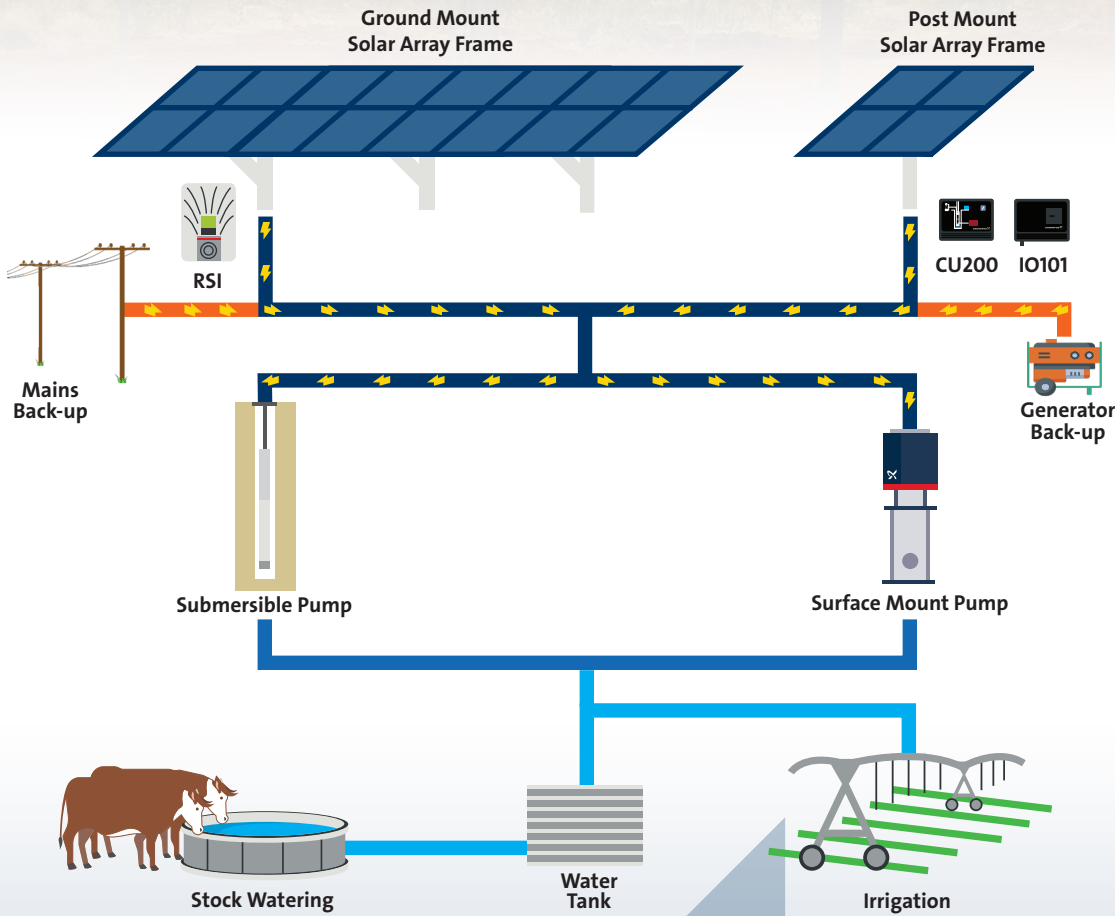 Ground Mount
Solar Array Frame
Post Mount
Solar Array Frame
RSI
CU200
IO101
Mains
Back-up
Generator
Back-up
Submersible Pump
Surface Mount Pump
Stock Watering
Water
Tank
Irrigation